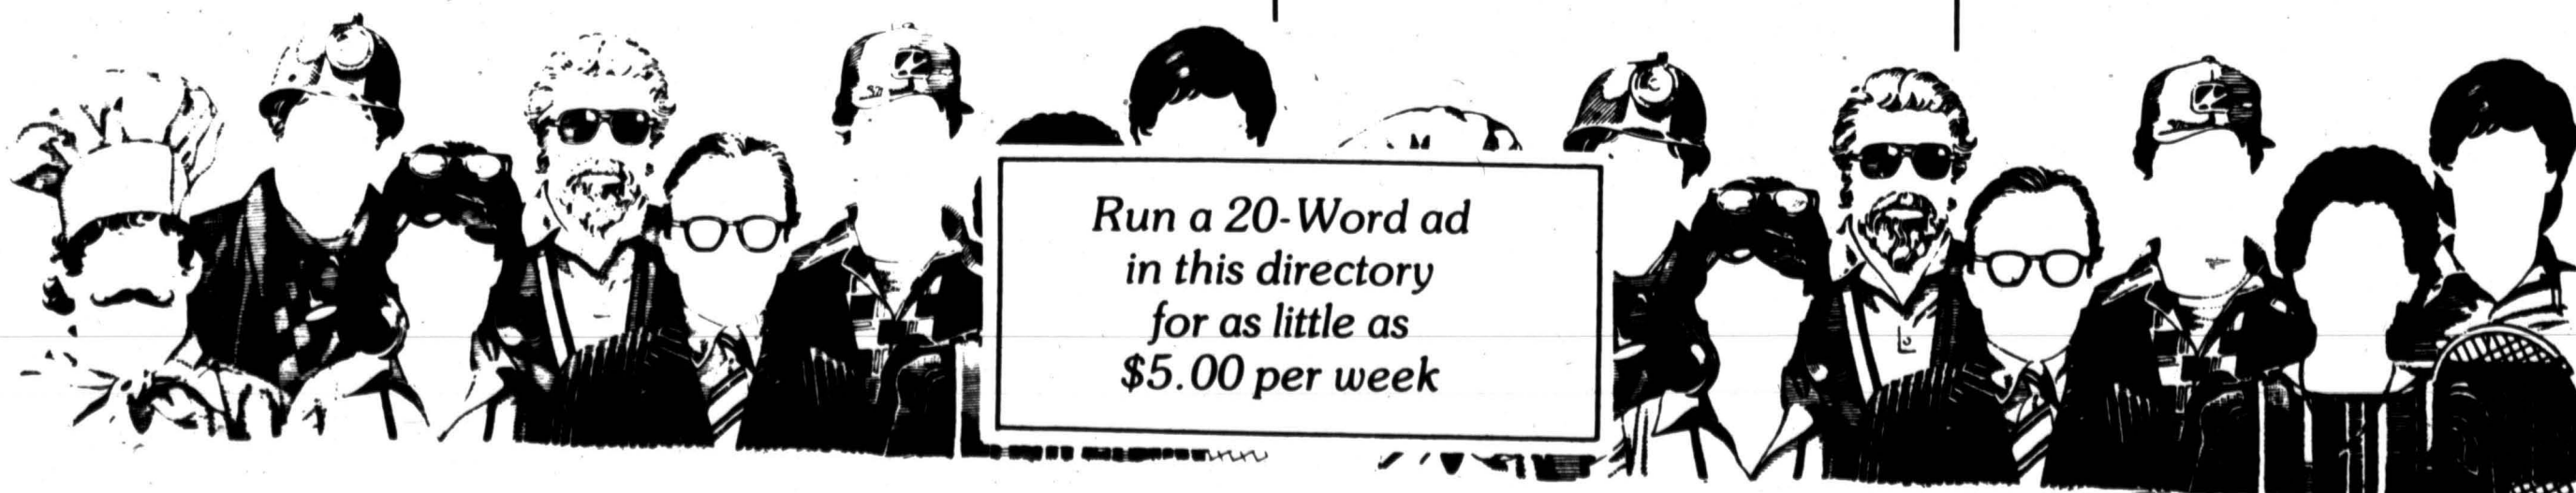 Run a 20-Word ad
in this directory
for as little as
$5.00 per week